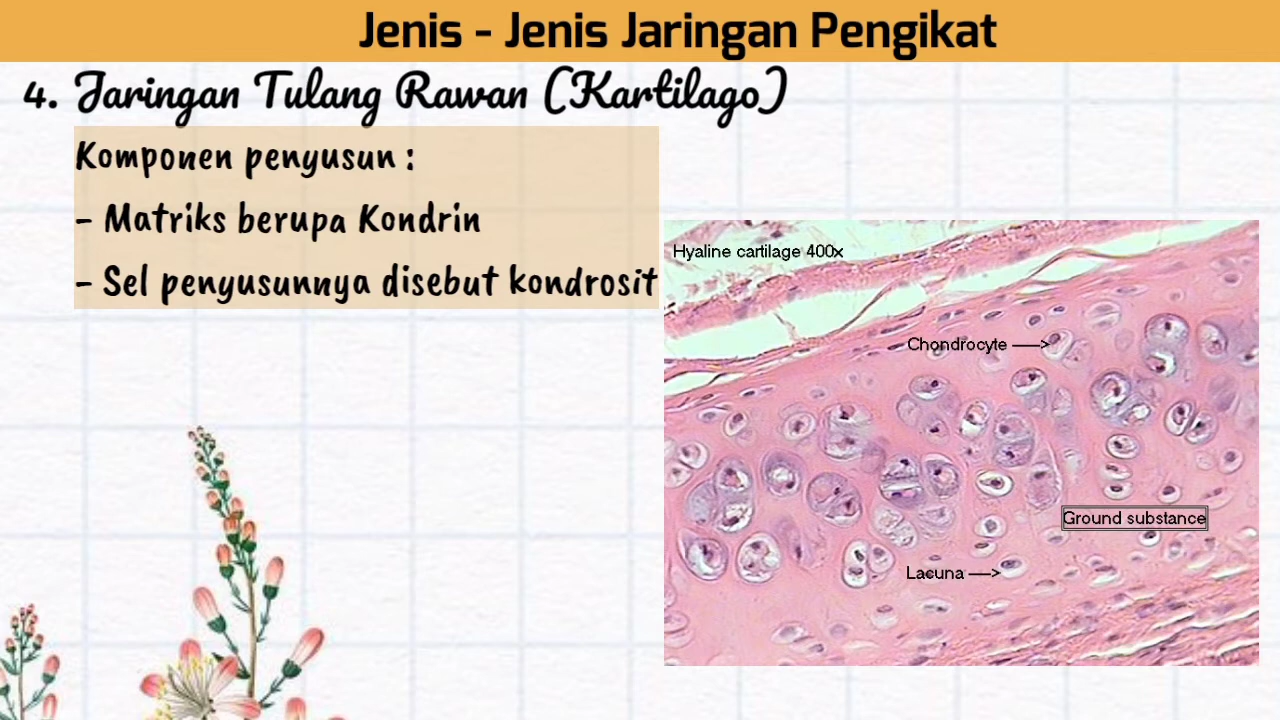 Jenis - Jenis Jaringan Pengikat
4. Jaringan Tulang Rawan (Kartilago)
Komponen penyusun :
- Matriks berupa Kondrin
- Sel penyusunnya disebut kondrosit
Hyaline cartilage 400x
Chondrocyte —>
Ground substance
Lacuna —>